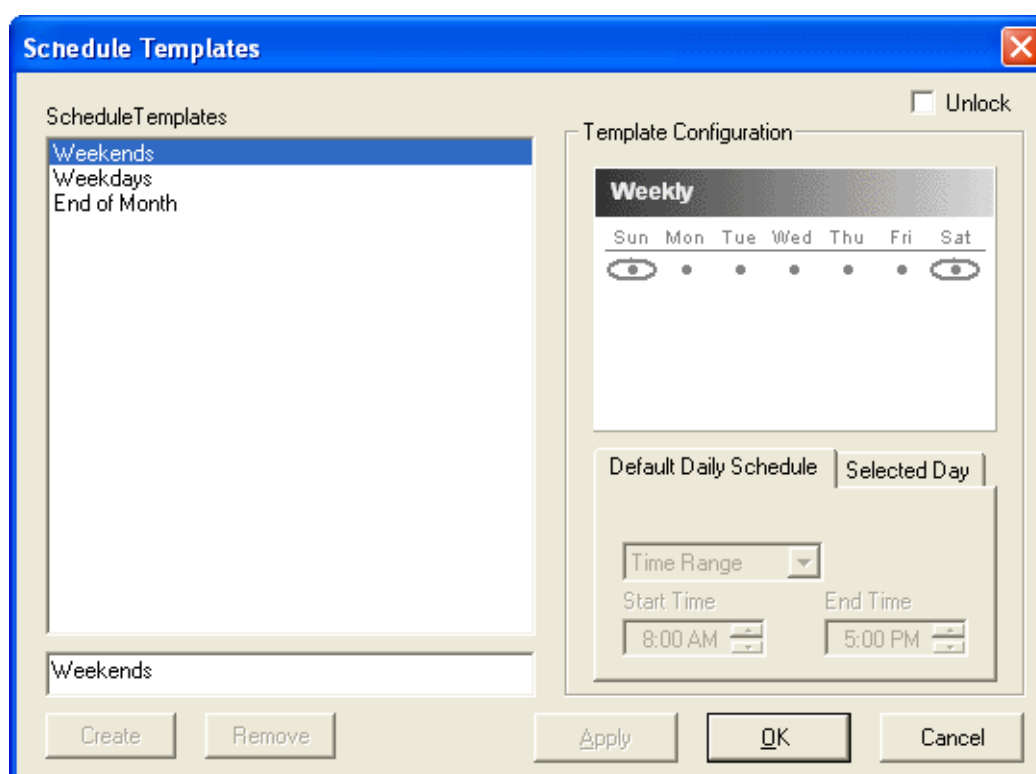 Schedule Templates
Unlock
ScheduleTemplates
Weekends
Weekdays
End of Month
Weekends
Create
Remove
Template Configuration
Weekly
Sun Mon Tue Wed Thu Fri Sat
Default Daily Schedule
Selected Day
Time Range
Start Time
End Time
8:00 AM
5:00 PM
Apply
OK
Cancel